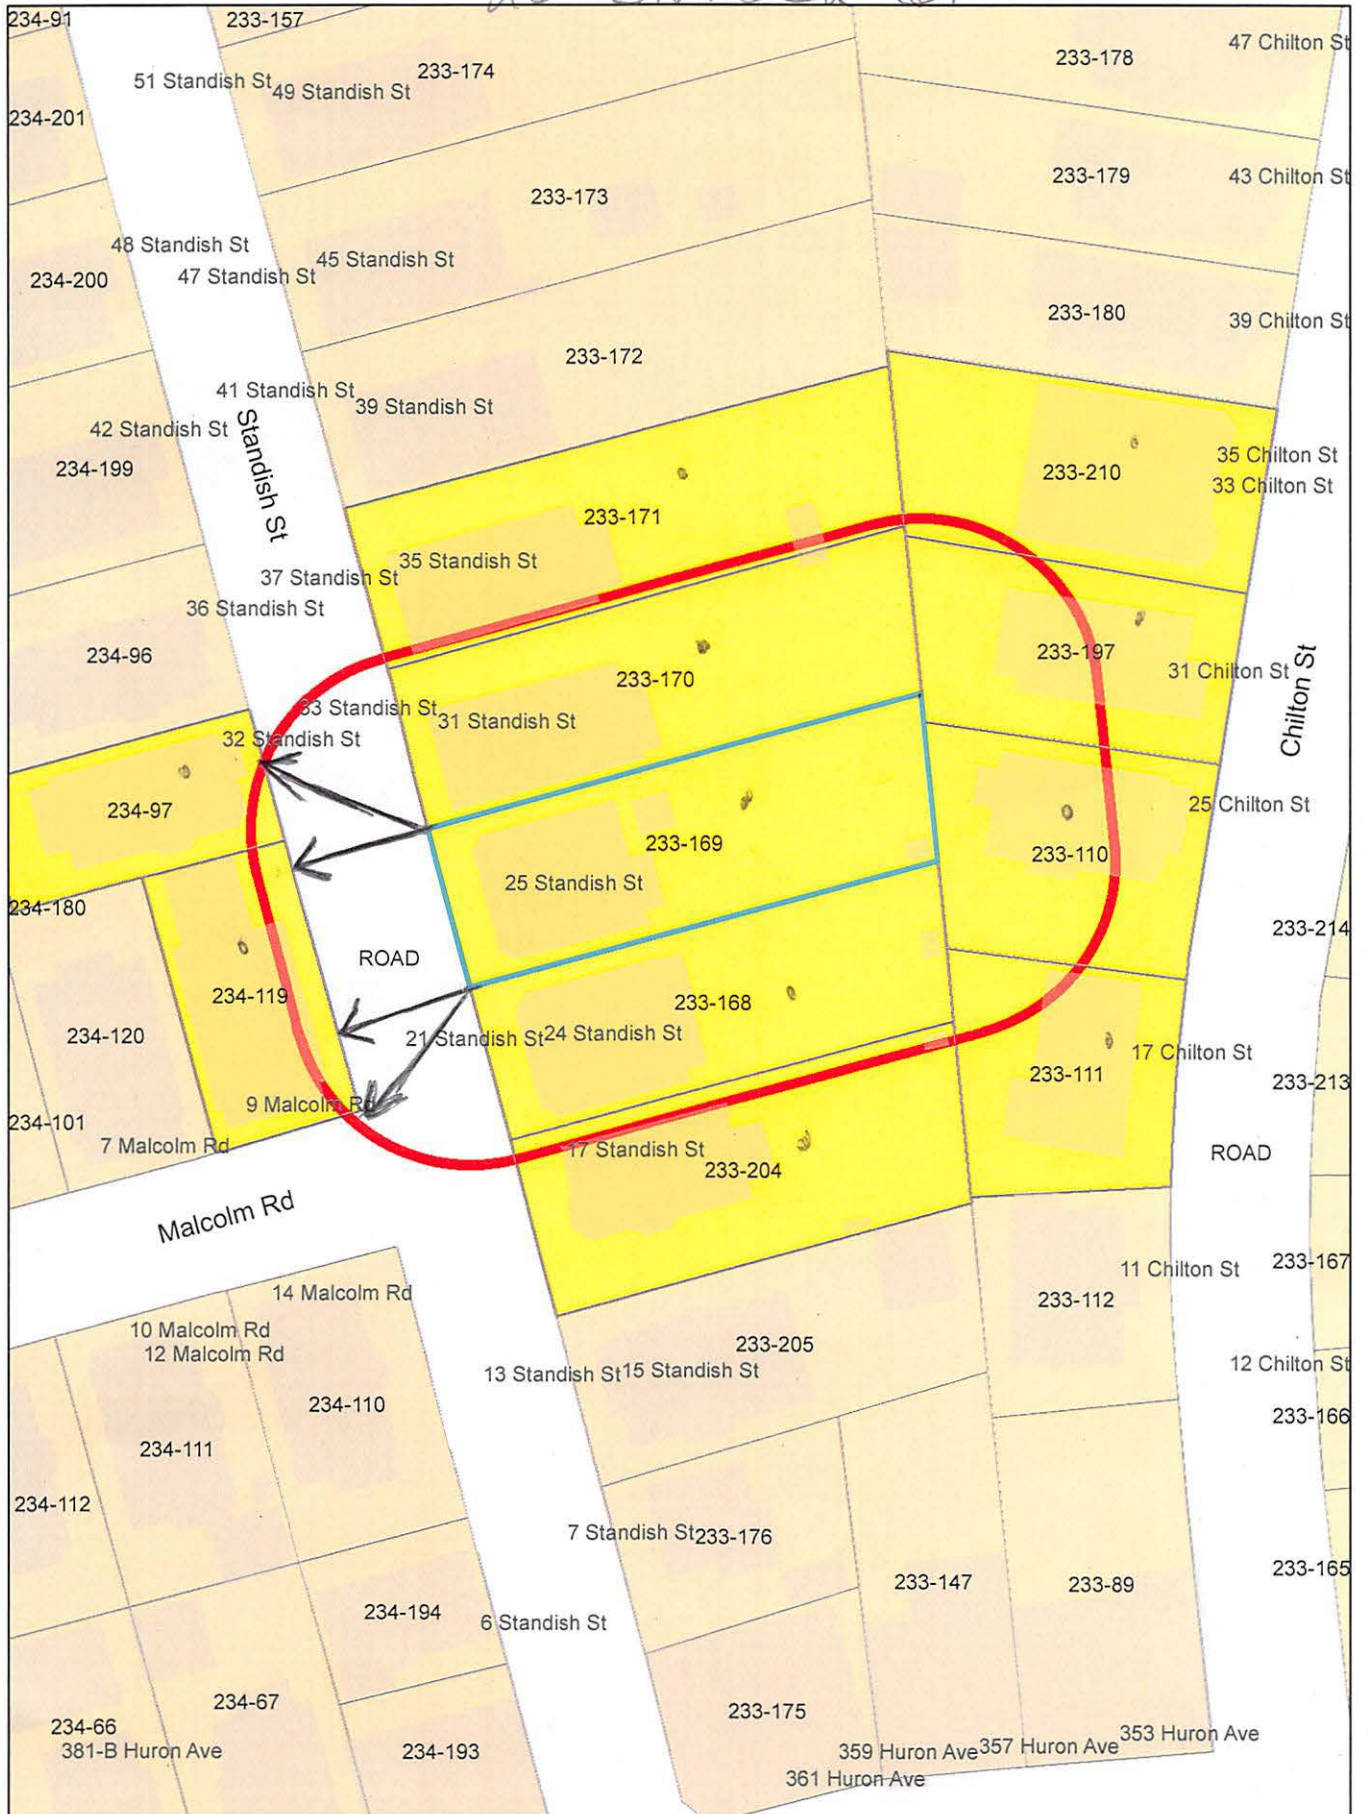 234-91
233-157
47 Chilton St
233-178
51 Standish St
49 Standish St
233-174
234-201
233-179
43 Chilton St
233-173
48 Standish St
45 Standish St
47 Standish St
234-200
233-180
39 Chilton St
233-172
41 Standish St
39 Standish St
42 Standish St
Standish St
234-199
35 Chilton St
233-210
33 Chilton St
233-171
35 Standish St
37 Standish St
36 Standish St
234-96
233-197
31 Chilton St
233-170
33 Standish St
31 Standish St
32 Standish St
Chilton St
234-97
25 Chilton St
233-169
233-110
25 Standish St
234-180
233-214
ROAD
234-119
233-168
234-120
21 Standish St
24 Standish St
17 Chilton St
233-111
233-213
9 Malcolm Rd
234-101
7 Malcolm Rd
17 Standish St
233-204
ROAD
Malcolm Rd
11 Chilton St
233-167
14 Malcolm Rd
233-112
10 Malcolm Rd
12 Malcolm Rd
233-205
13 Standish St
15 Standish St
12 Chilton St
234-110
233-166
234-111
234-112
7 Standish St
233-176
233-147
233-89
233-165
234-194
6 Standish St
234-67
233-175
234-66
381-B Huron Ave
234-193
359 Huron Ave
357 Huron Ave
353 Huron Ave
361 Huron Ave